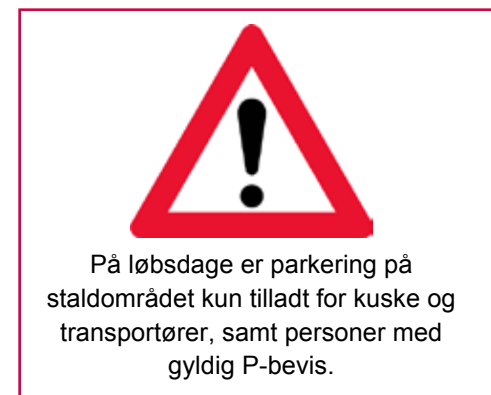 På løbsdage er parkering på
staldområdet kun tilladt for kuske og
transportører, samt personer med
gyldig P-bevis.